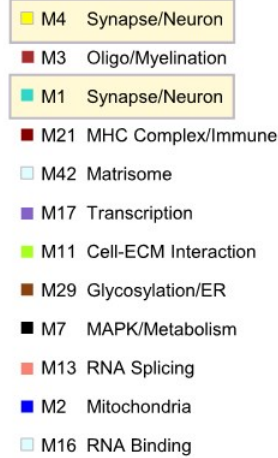 M4 Synapse/Neuron
M3 Oligo/Myelination
M1 Synapse/Neuron
M21 MHC Complex/Immune
M42 Matrisome
M17 Transcription
M11 Cell-ECM Interaction
M29 Glycosylation/ER
M7 MAPK/Metabolism
M13 RNA Splicing
M2 Mitochondria
M16 RNA Binding